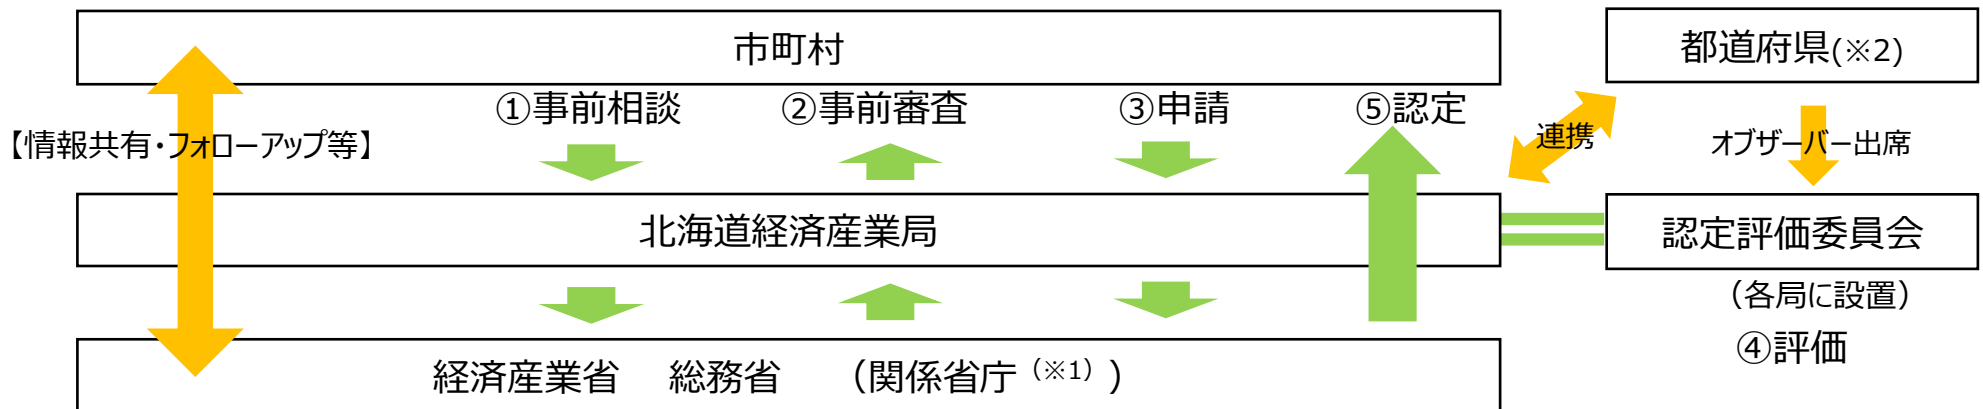 市町村
都道府県(※2)
①事前相談
②事前審査
③申請
⑤認定
【情報共有・フォローアップ等】
連携
オブザーバー出席
北海道経済産業局
認定評価委員会
（各局に設置）
④評価
経済産業省　総務省　（関係省庁（※1））